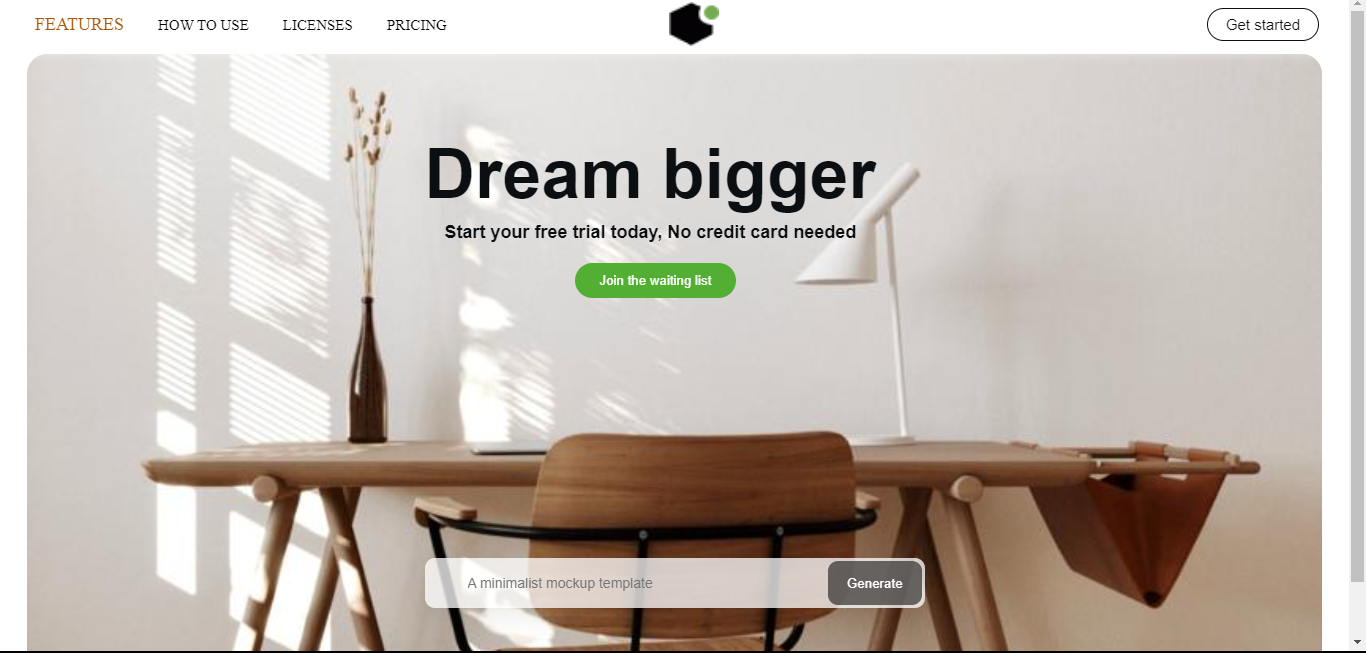 FEATURES HOW TO USE LICENSES PRICING Get started
Dream bigger
Start your free trial today, No credit card needed
Join the waiting list
A minimalist mockup template Generate